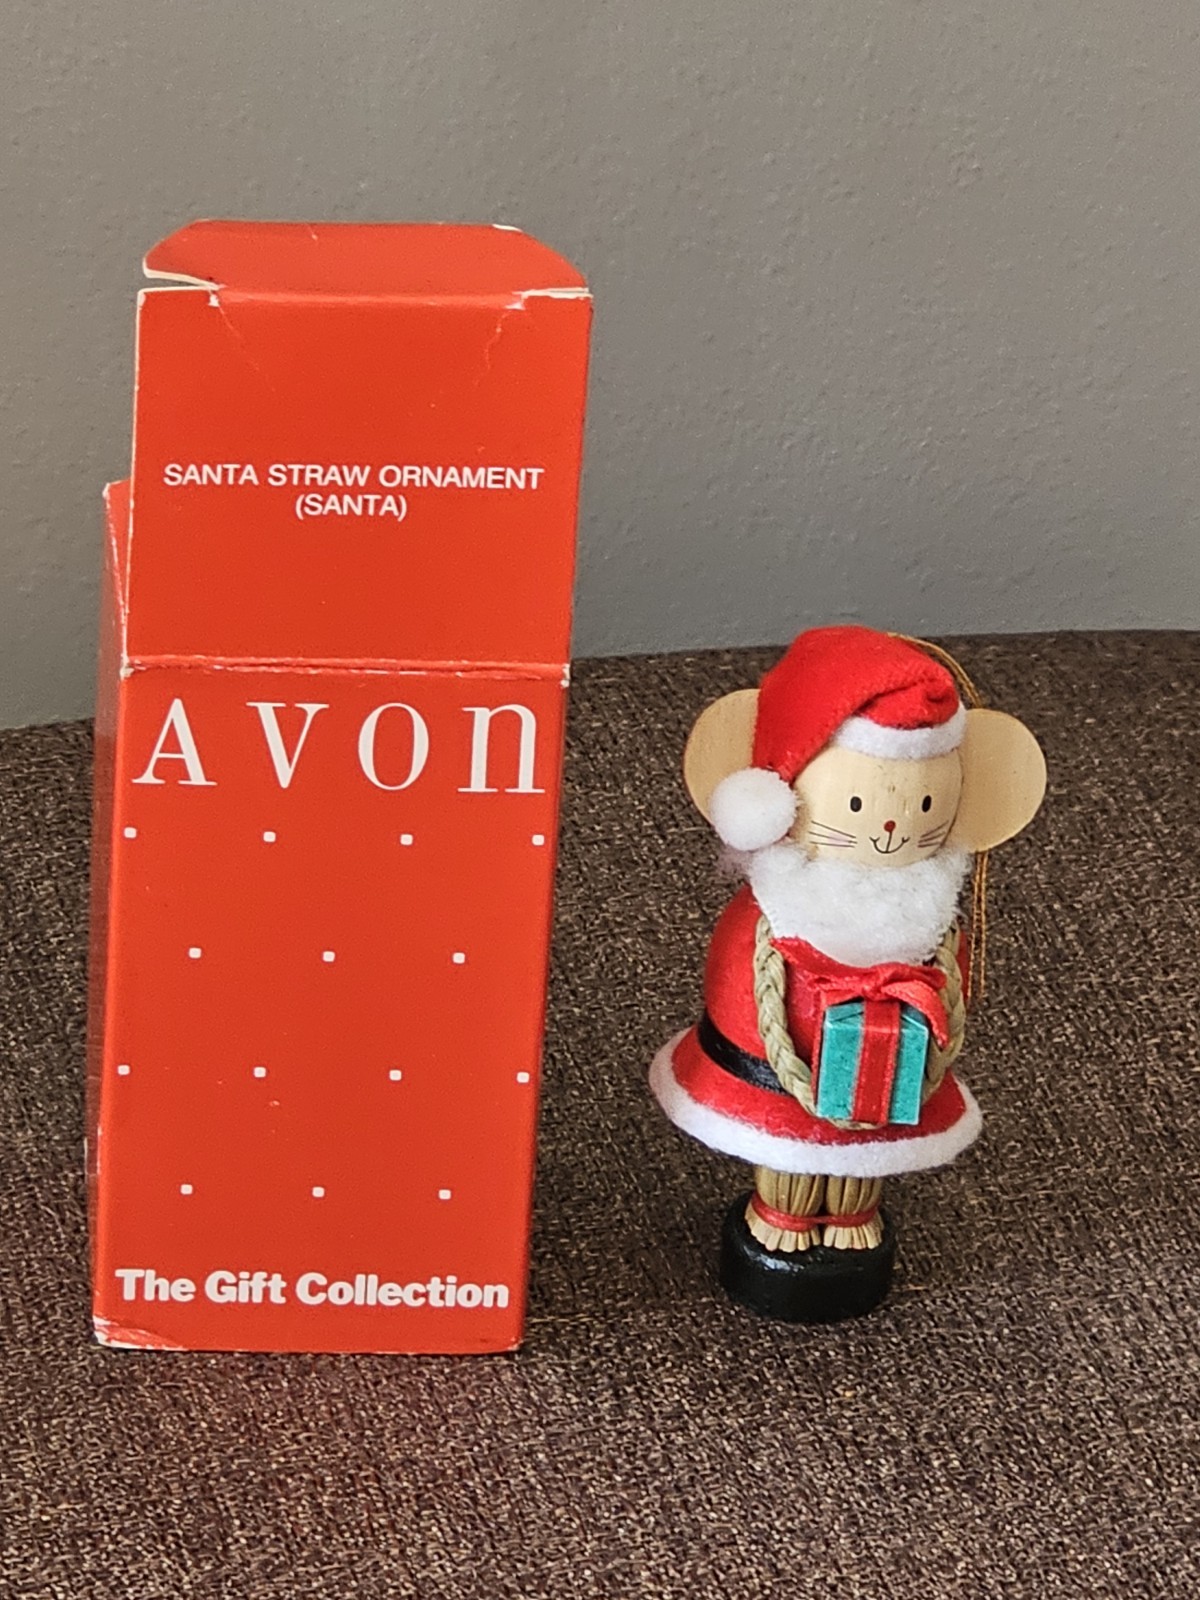 SANTA STRAW ORNAMENT
(SANTA)
AVON
The Gift Collection